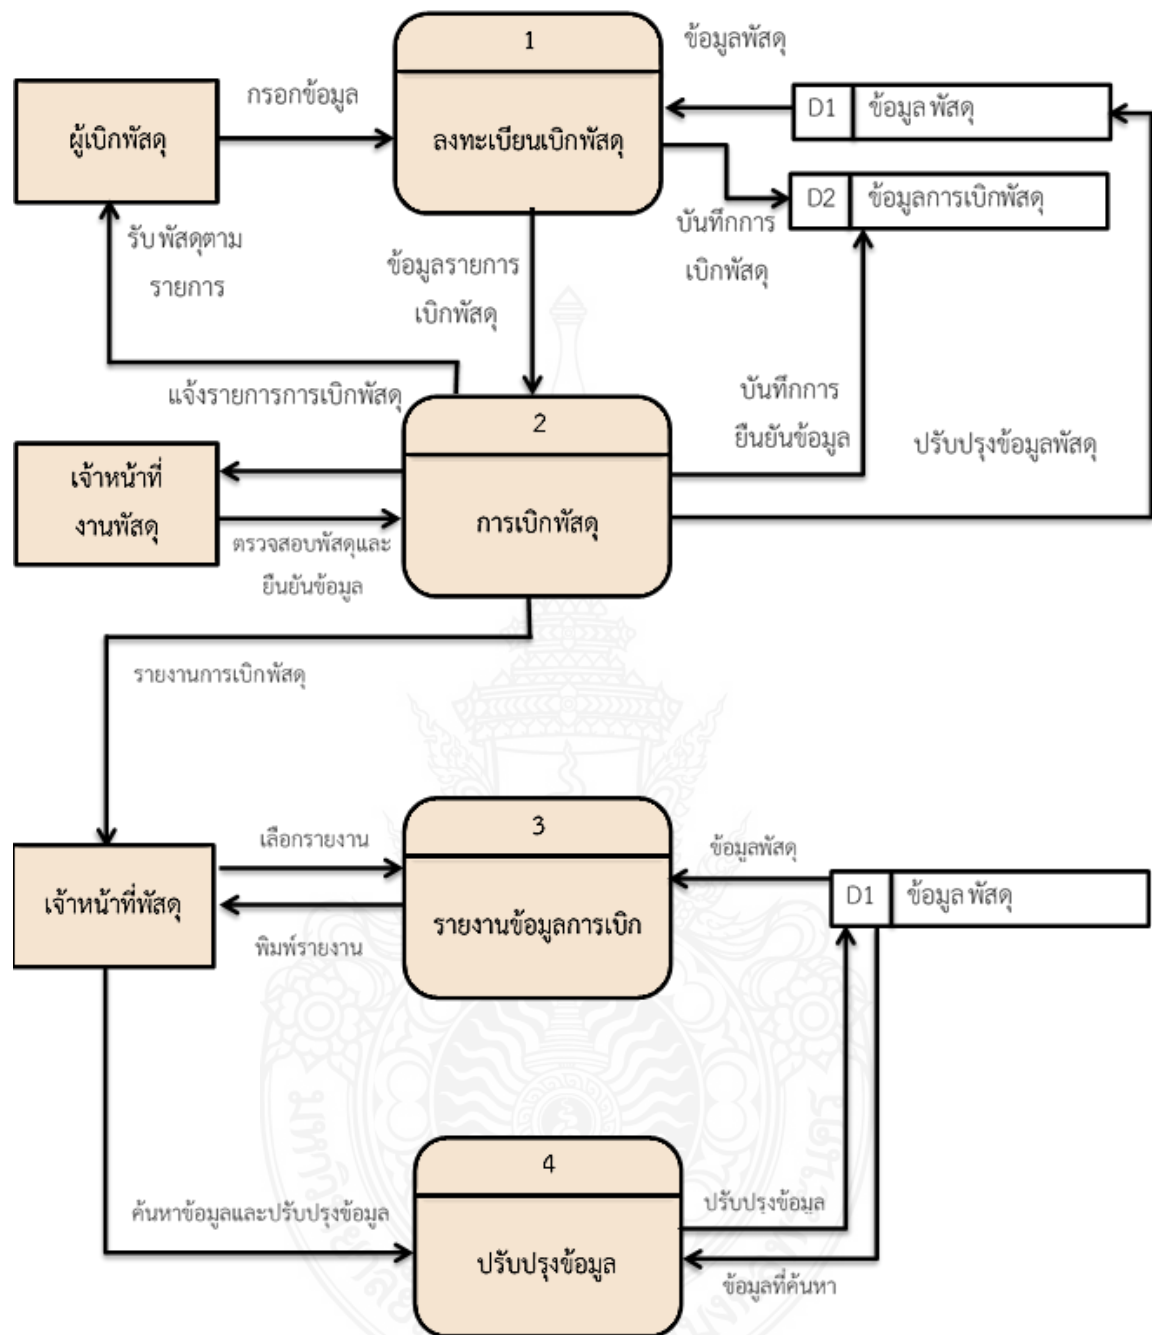 1
ข้อมูลพัสดุ
กรอกข้อมูล
D1
ข้อมูล พัสดุ
ผู้เบิกพัสดุ
ลงทะเบียนเบิกพัสดุ
D2
ข้อมูลการเบิกพัสดุ
รับ พัสดุตาม
รายการ
ข้อมูลรายการ
เบิกพัสดุ
บันทึกการ
เบิกพัสดุ
แจ้งรายการการเบิกพัสดุ
บันทึกการ
ยืนยันข้อมูล
ปรับปรุงข้อมูลพัสดุ
2
เจ้าหน้าที่
งานพัสดุ
การเบิกพัสดุ
ตรวจสอบพัสดุและ
ยืนยันข้อมูล
รายงานการเบิกพัสดุ
3
เลือกรายงาน
ข้อมูลพัสดุ
D1
ข้อมูล พัสดุ
เจ้าหน้าที่พัสดุ
รายงานข้อมูลการเบิก
พิมพ์รายงาน
4
ค้นหาข้อมูลและปรับปรุงข้อมูล
ปรับปรุงข้อมูล
ปรับปรุงข้อมูล
ข้อมูลที่ค้นหา